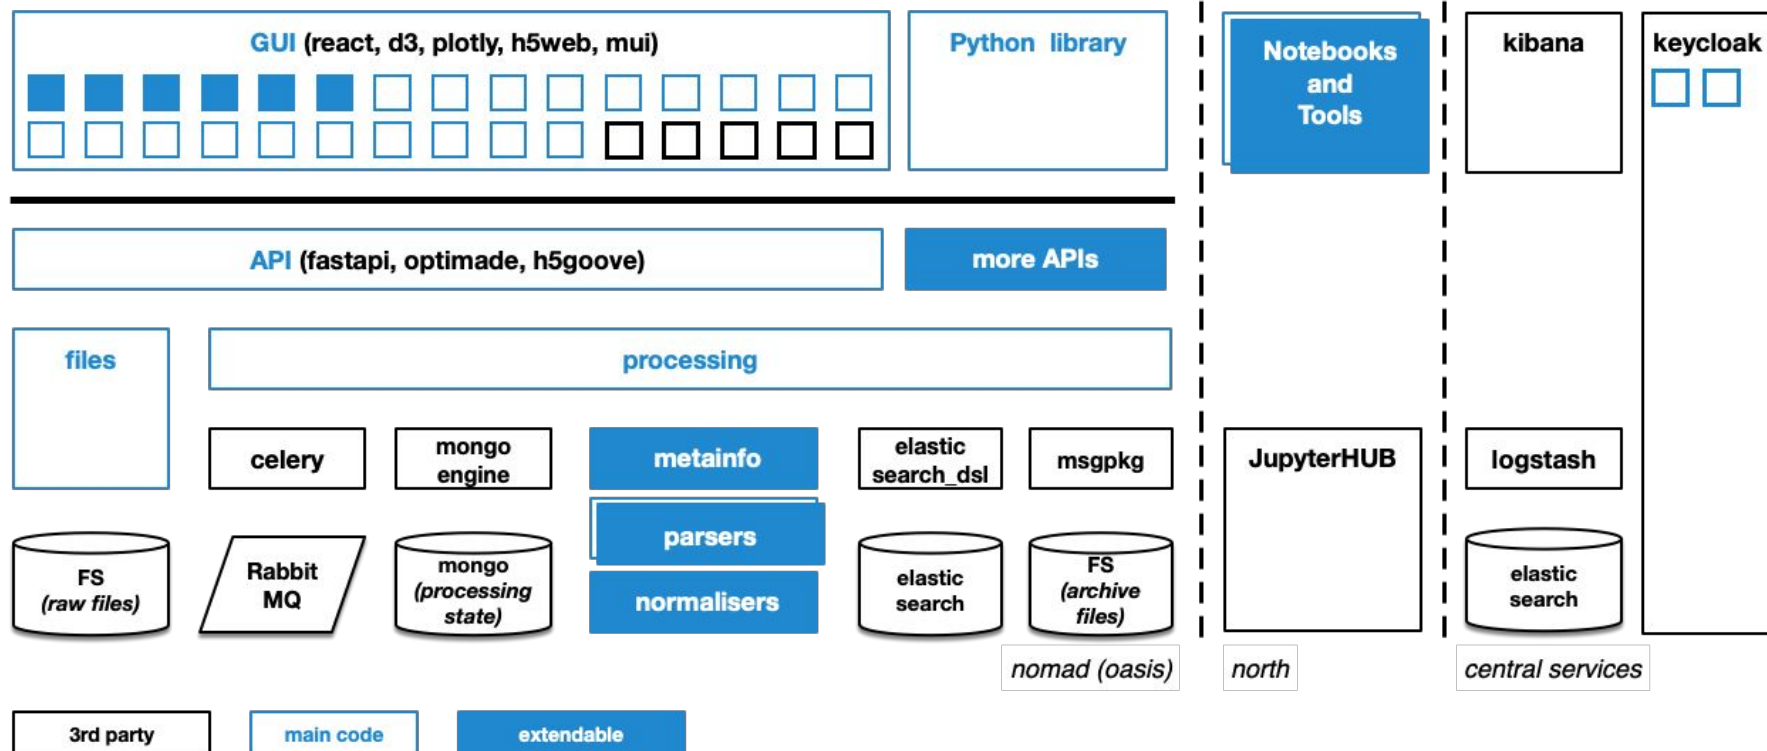 GUI (react, d3, plotly, h5web, mui)
Python library
Notebooks
and
Tools
kibana
keycloak
API (fastapi, optimade, h5goove)
more APIs
files
processing
celery
mongo
engine
metainfo
elastic
search_dsl
msgpkg
JupyterHUB
logstash
parsers
FS
(raw files)
Rabbit
MQ
mongo
(processing
state)
normalisers
elastic
search
FS
(archive
files)
elastic
search
nomad (oasis)
north
central services
3rd party
main code
extendable